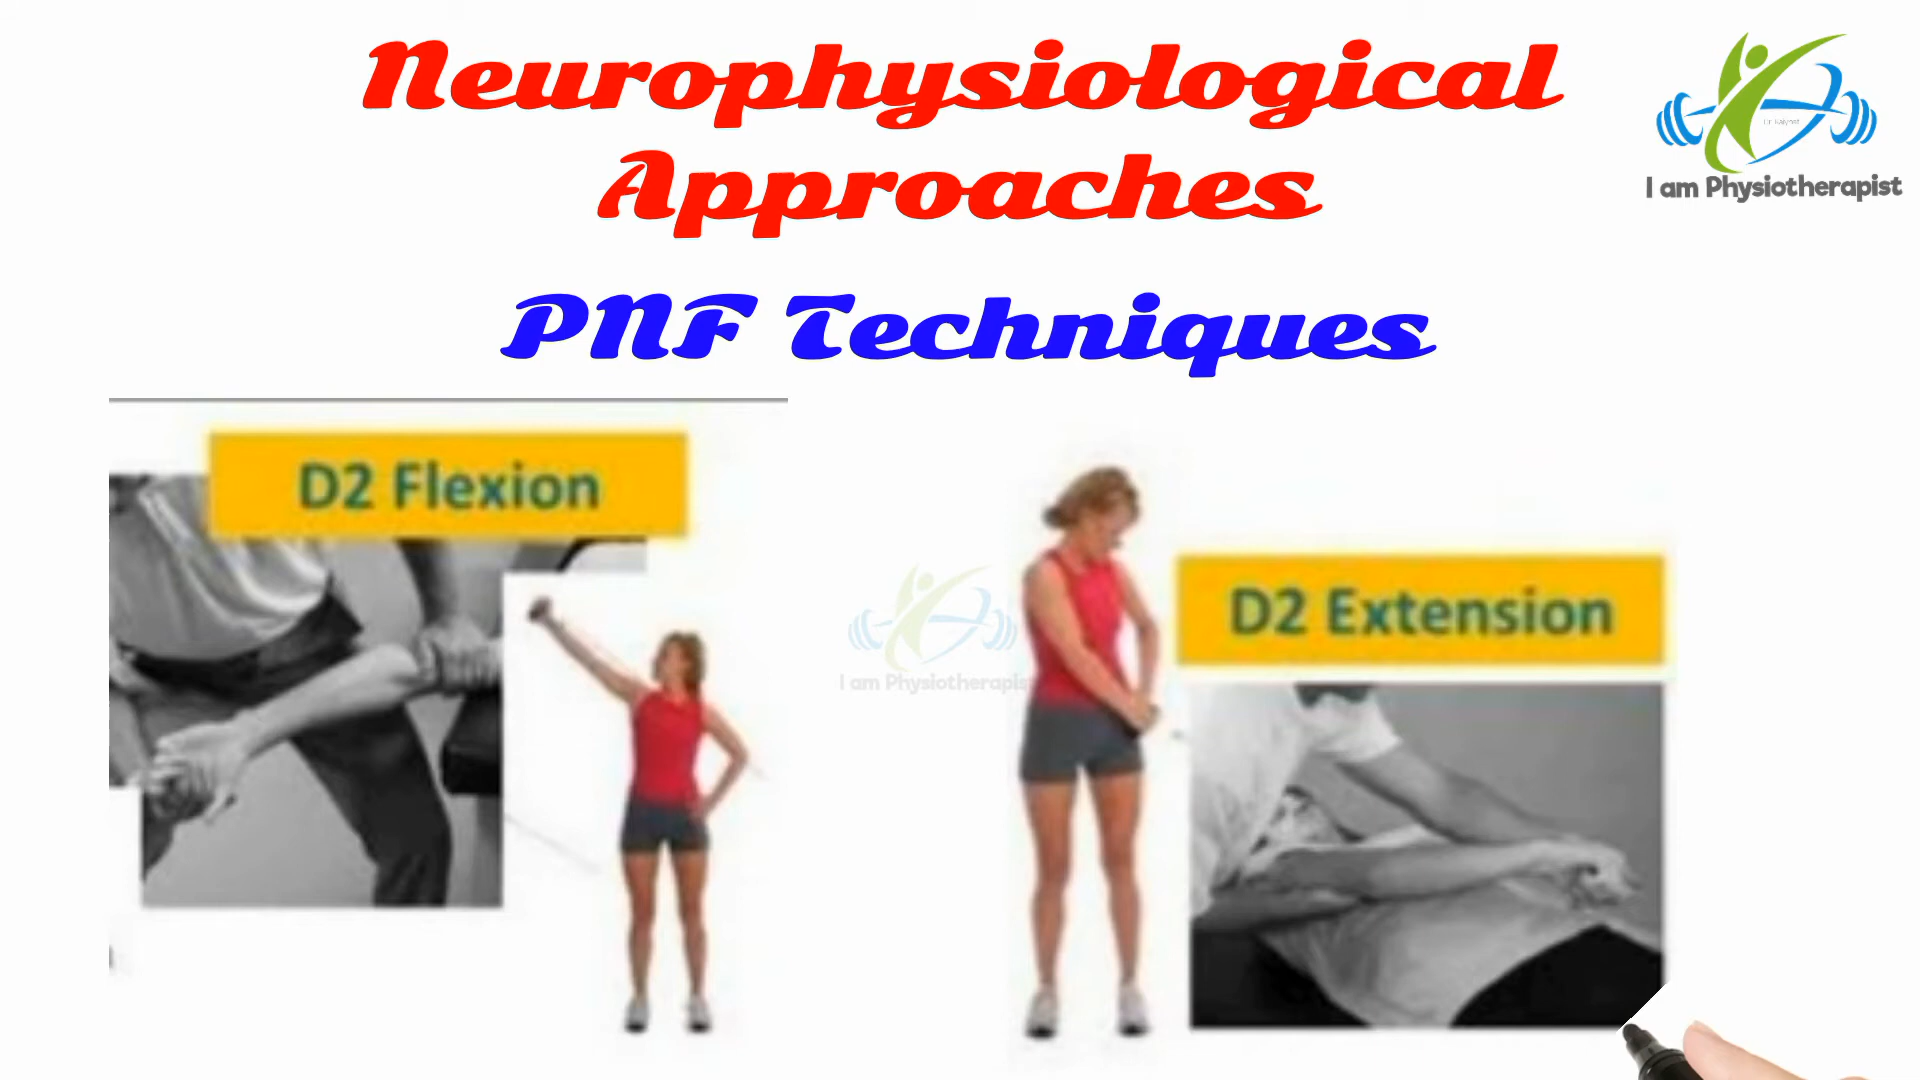 Neurophysiological
Approaches
I am Physiotherapist
PNF Techniques
D2 Flexion
D2 Extension
I am Physiotherapist